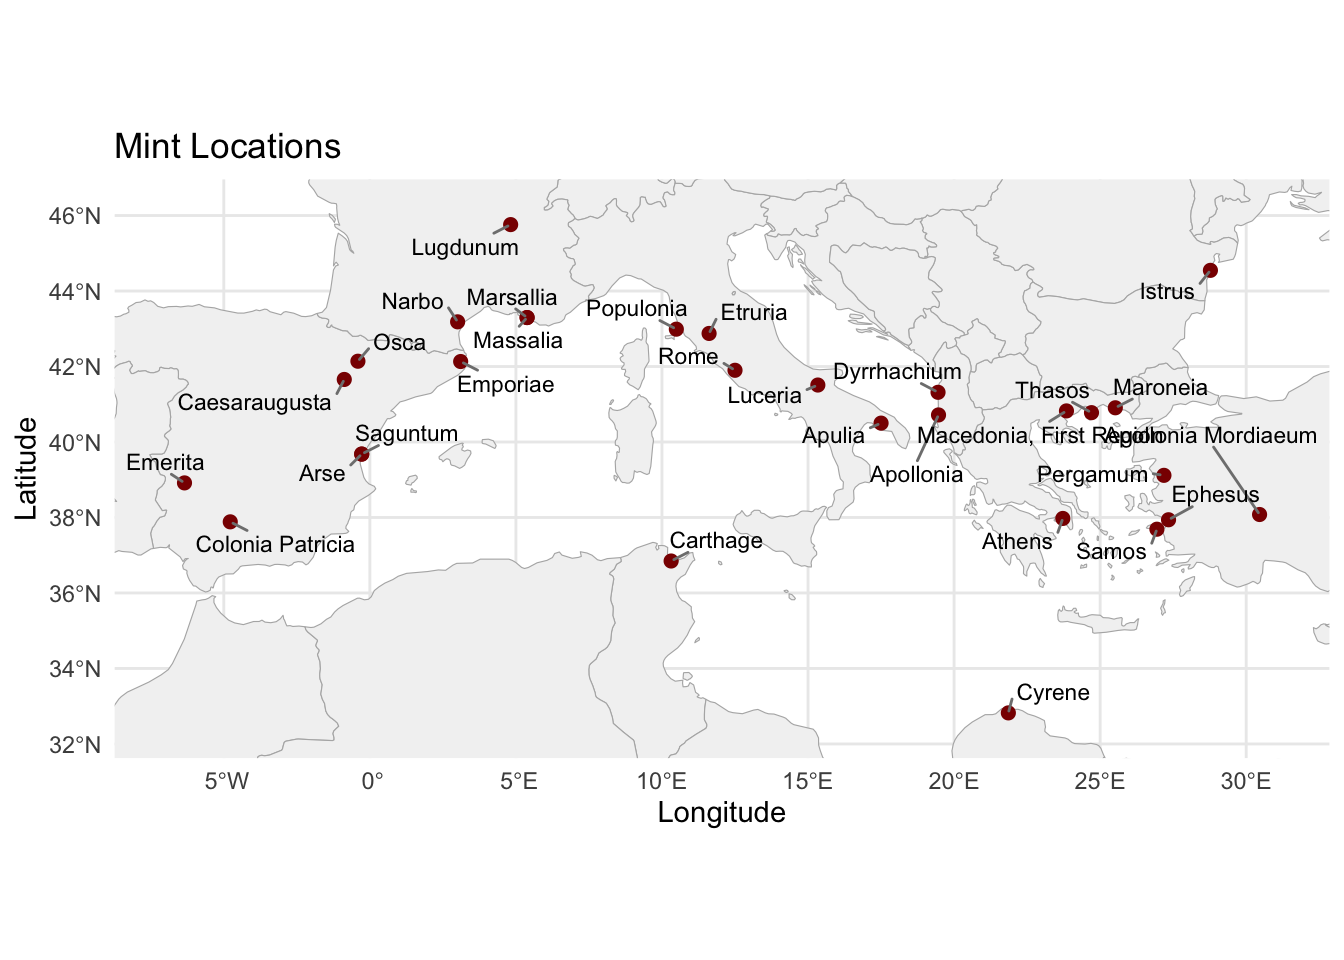 Mint Locations
46°N
44°N
42°N
40°N
38°N
36°N
34°N
32°N
Latitude
Lugdunum
Istrus
Narbo
Marsallia
Populonia
Etruria
Osca
Massalia
Rome
Dyrrhachium
Emporiae
Thasos
Maroneia
Caesaraugusta
Luceria
Saguntum
Apulia
Macedonia, First Region
Apollonia Mordiaeum
Emerita
Arse
Apollonia
Pergamum
Ephesus
Colonia Patricia
Carthage
Athens
Samos
Cyrene
5°W
0°
5°E
10°E
15°E
20°E
25°E
30°E
Longitude